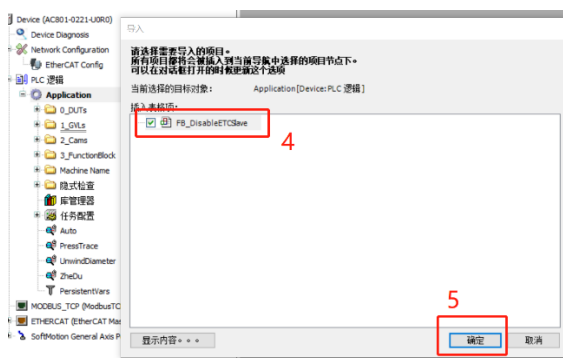 Device (AC801-0221-U0R0)
Device Diagnosis
Network Configuration
EtherCAT Config
PLC 逻辑
Application
0_DUTs
1_GVLs
2_Cams
3_FunctionBlock
Machine Name
隐式检查
库管理器
任务配置
Auto
PressTrace
UnwindDiameter
ZheDu
PersistentVars
MODBUS_TCP (ModbusTC
ETHERCAT (EtherCAT Mas
SoftMotion General Axis P
导入
请选择需要导入的项目。
所有项目都将会被插入到当前导航中选择的项目节点下。
可以在对话框打开的时候更新这个选项
当前选择的目标对象:
Application[Device:PLC 逻辑]
插入表格项:
FB_DisableETCSlave
4
5
显示内容。。。
确定
取消